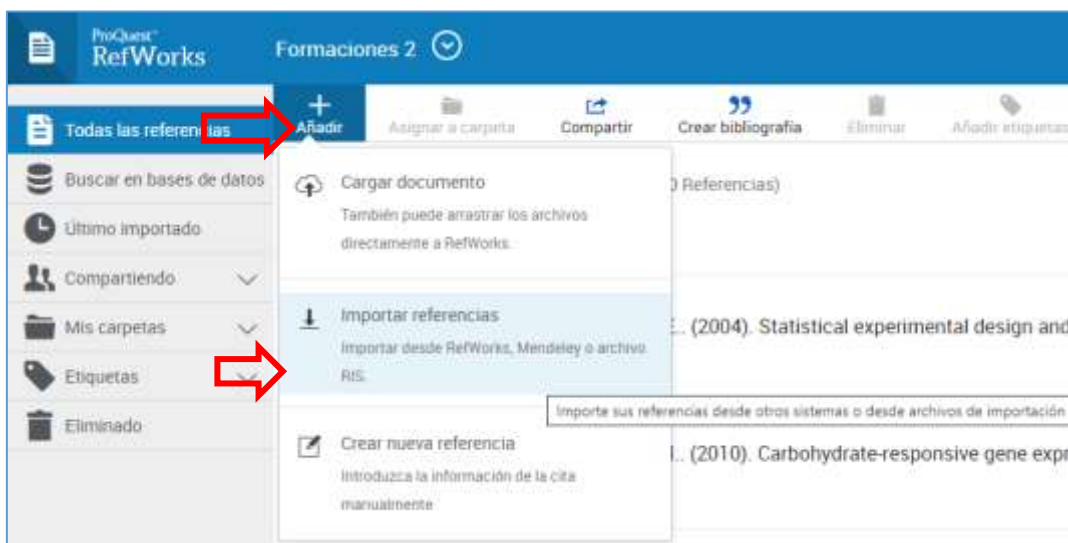 ProQuest
RefWorks
Formaciones 2
Todas las referencias
Buscar en bases de datos
Último importado
Compartiendo
Mis carpetas
Etiquetas
Eliminado
Añadir
Asignar a carpeta
Compartir
Crear bibliografía
Eliminar
Añadir etiquetas
Cargar documento
También puede arrastrar los archivos
directamente a RefWorks.
Importar referencias
Importar desde RefWorks, Mendeley o archivo
RIS.
Crear nueva referencia
Introduzca la información de la cita
manualmente
Referencias)
(2004). Statistical experimental design and
Importe sus referencias desde otros sistemas o desde archivos de importación
(2010). Carbohydrate-responsive gene expr